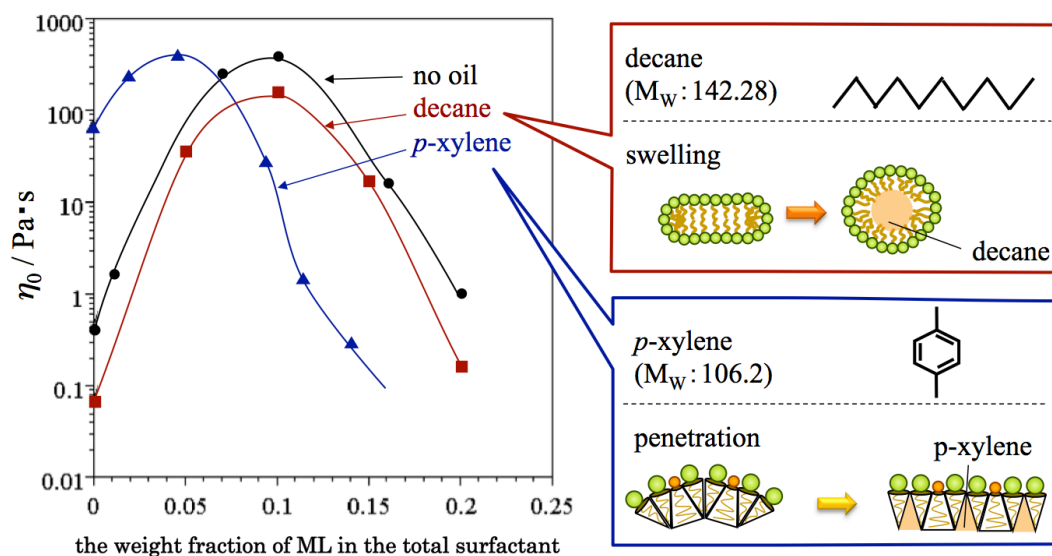 1000
100
10
1
0.1
0.01
η₀ / Pa・s
0
0.05
0.1
0.15
0.2
0.25
the weight fraction of ML in the total surfactant
no oil
decane
p-xylene
decane
(M_W : 142.28)
swelling
decane
p-xylene
(M_W : 106.2)
penetration
p-xylene